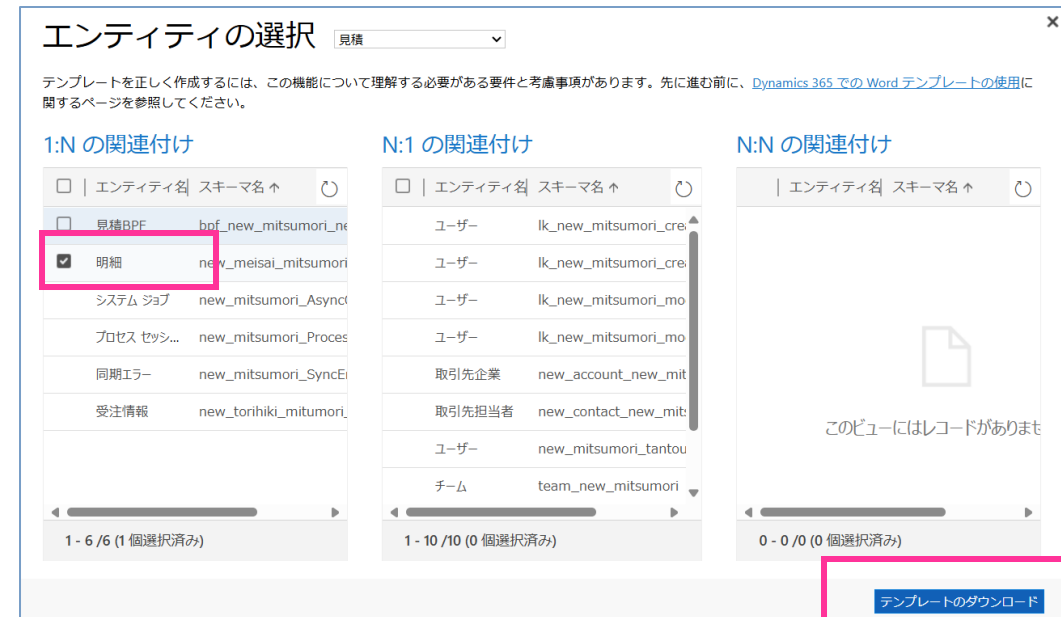 エンティティの選択 見積
テンプレートを正しく作成するには、この機能について理解する必要がある要件と考慮事項があります。先に進む前に、Dynamics 365 での Word テンプレートの使用に
関するページを参照してください。
1:N の関連付け
エンティティ名 スキーマ名 ↑
見積BPF bpf_new_mitsumori_ne
明細 new_meisai_mitsumori
システム ジョブ new_mitsumori_Async
プロセス セッシ... new_mitsumori_Proces
同期エラー new_mitsumori_SyncE
受注情報 new_torihiki_mitumori_
1 - 6 /6 (1 個選択済み)
N:1 の関連付け
エンティティ名 スキーマ名 ↑
ユーザー lk_new_mitsumori_cre
ユーザー lk_new_mitsumori_cre
ユーザー lk_new_mitsumori_mo
ユーザー lk_new_mitsumori_mo
取引先企業 new_account_new_mit
取引先担当者 new_contact_new_mit
ユーザー new_mitsumori_tantou
チーム team_new_mitsumori
1 - 10 /10 (0 個選択済み)
N:N の関連付け
エンティティ名 スキーマ名 ↑
このビューにはレコードがありませ
0 - 0 /0 (0 個選択済み)
テンプレートのダウンロード